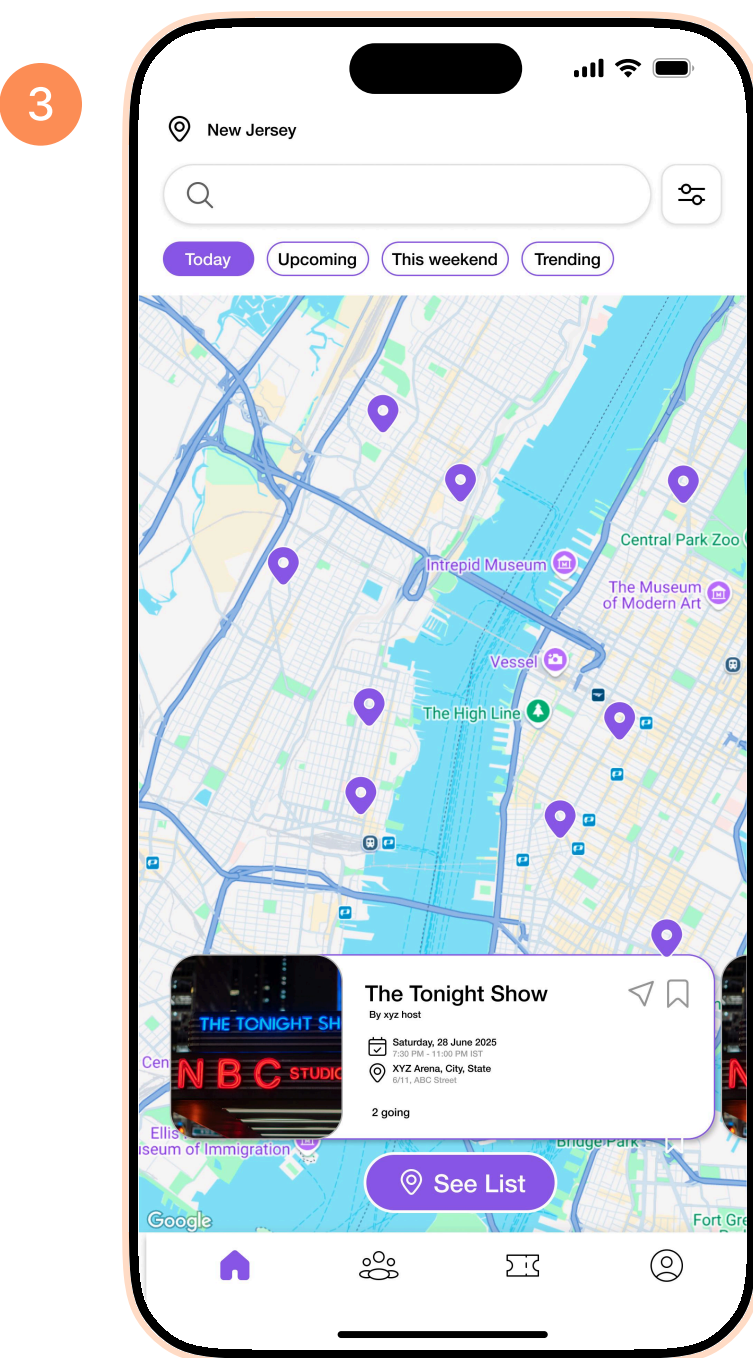 3
New Jersey
Today
Upcoming
This weekend
Trending
Central Park Zoo
Intrepid Museum
The Museum
of Modern Art
Vessel
The High Line
The Tonight Show
By xyz host
THE TONIGHT SH
Saturday, 28 June 2025
7:30 PM - 11:00 PM IST
NBC STUDIO
XYZ Arena, City, State
6/11, ABC Street
Cen
2 going
Ellis
useum of Immigration
Bridge Park
See List
Google
Fort Gre